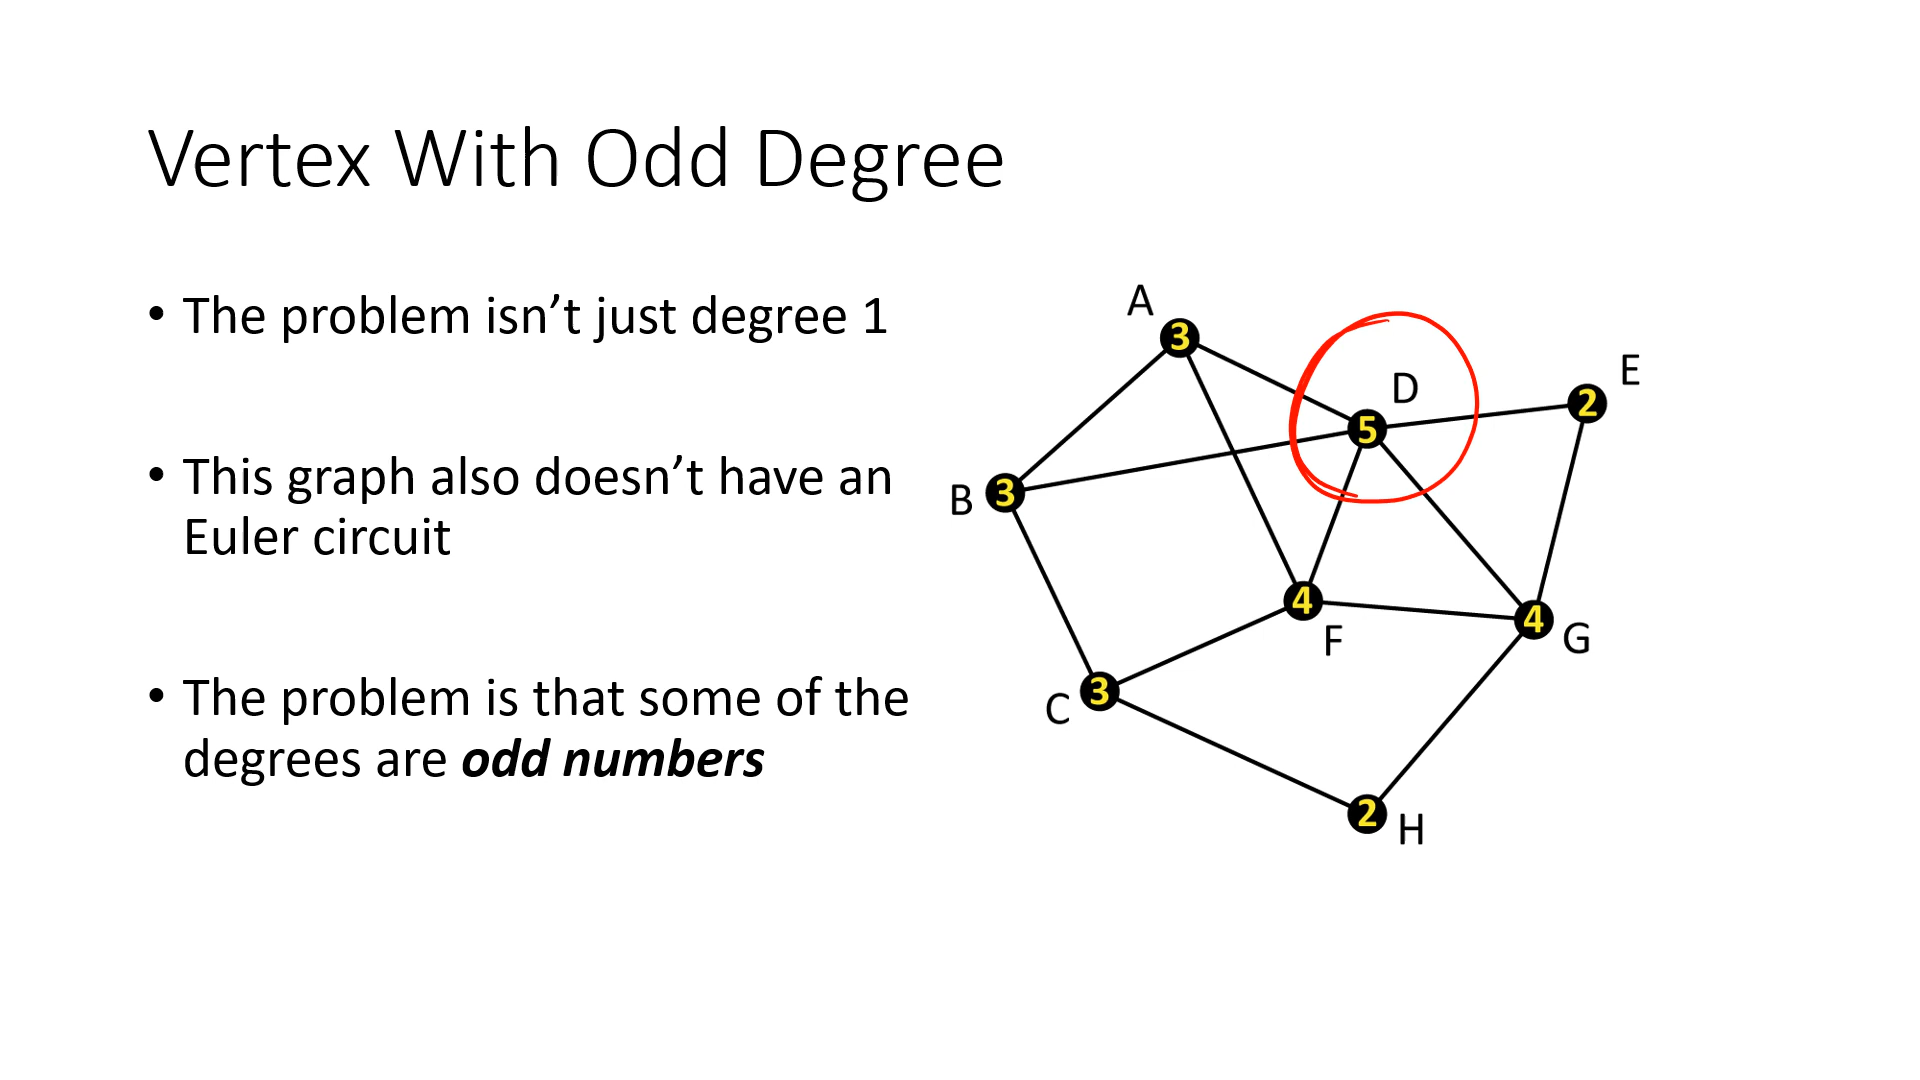 Vertex With Odd Degree
• The problem isn’t just degree 1
• This graph also doesn’t have an
Euler circuit
• The problem is that some of the
degrees are odd numbers
A
3
D
5
E
2
B
3
4
F
4
G
C
3
2
H